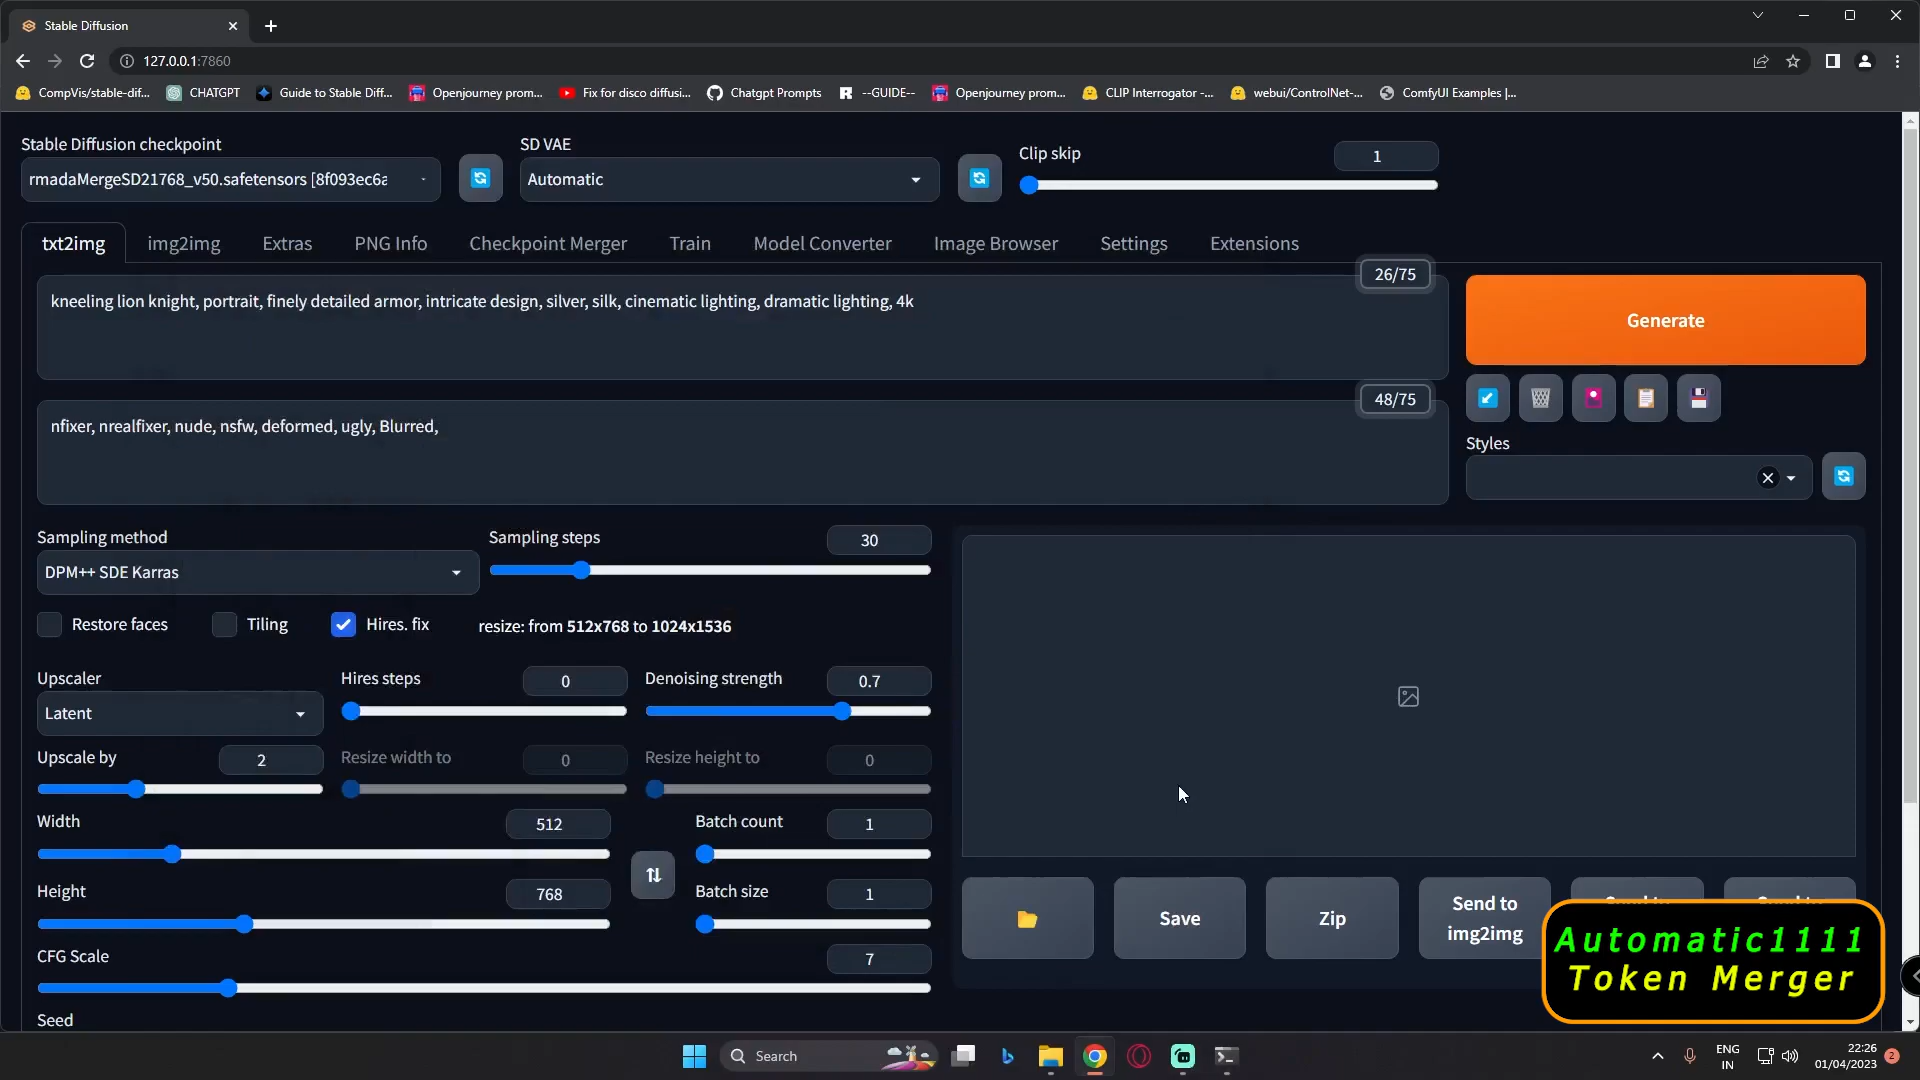 Stable Diffusion
127.0.0.1:7860
CompVis/stable-dif...
CHATGPT
Guide to Stable Diff...
Openjourney prom...
Fix for disco diffusi...
Chatgpt Prompts
--GUIDE--
Openjourney prom...
CLIP Interrogator -...
webui/ControlNet-...
ComfyUI Examples |...
Stable Diffusion checkpoint
SD VAE
Clip skip
1
rmadaMergeSD21768_v50.safetensors [8f093ec6a
Automatic
txt2img
img2img
Extras
PNG Info
Checkpoint Merger
Train
Model Converter
Image Browser
Settings
Extensions
26/75
kneeling lion knight, portrait, finely detailed armor, intricate design, silver, silk, cinematic lighting, dramatic lighting, 4k
Generate
48/75
nfixer, nrealfixer, nude, nsfw, deformed, ugly, Blurred,
Styles
Sampling method
Sampling steps
30
DPM++ SDE Karras
Restore faces
Tiling
Hires. fix
resize: from 512x768 to 1024x1536
Upscaler
Hires steps
0
Denoising strength
0.7
Latent
Upscale by
2
Resize width to
0
Resize height to
0
Width
512
Batch count
1
Height
768
Batch size
1
CFG Scale
7
Seed
Save
Zip
Send to
img2img
Automatic1111
Token Merger
Search
ENG
IN
22:26
01/04/2023
2